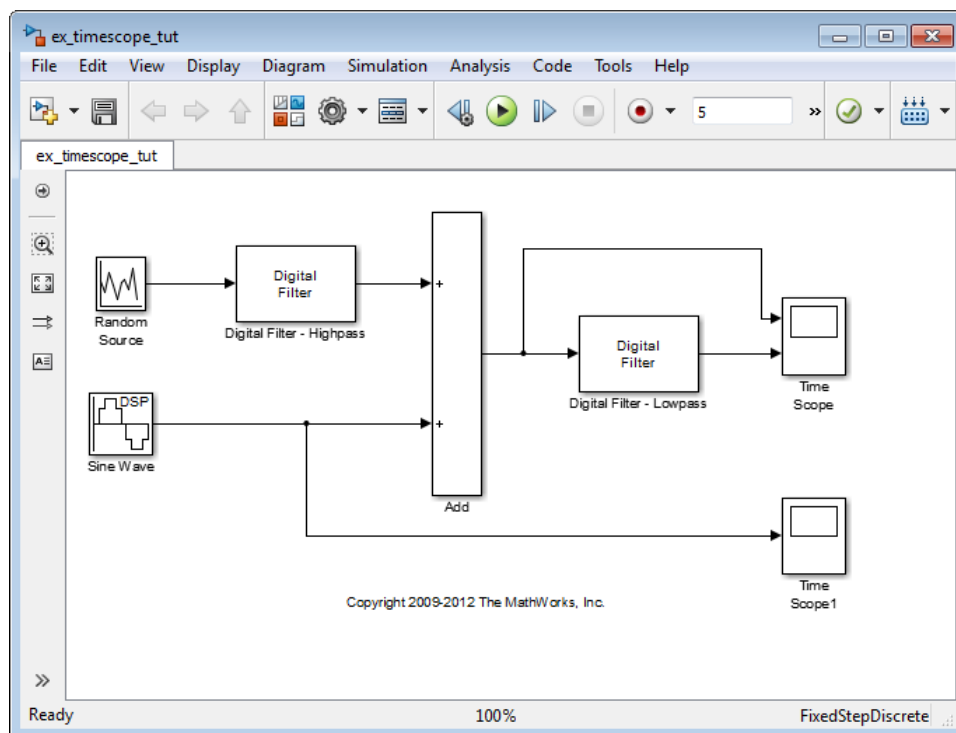 ex_timescope_tut
File Edit View Display Diagram Simulation Analysis Code Tools Help
5
»
ex_timescope_tut
Random
Source
Digital
Filter
Digital Filter - Highpass
+
+
Add
DSP
Sine Wave
Digital
Filter
Digital Filter - Lowpass
Time
Scope
Time
Scope1
Copyright 2009-2012 The MathWorks, Inc.
A
»
Ready 100% FixedStepDiscrete